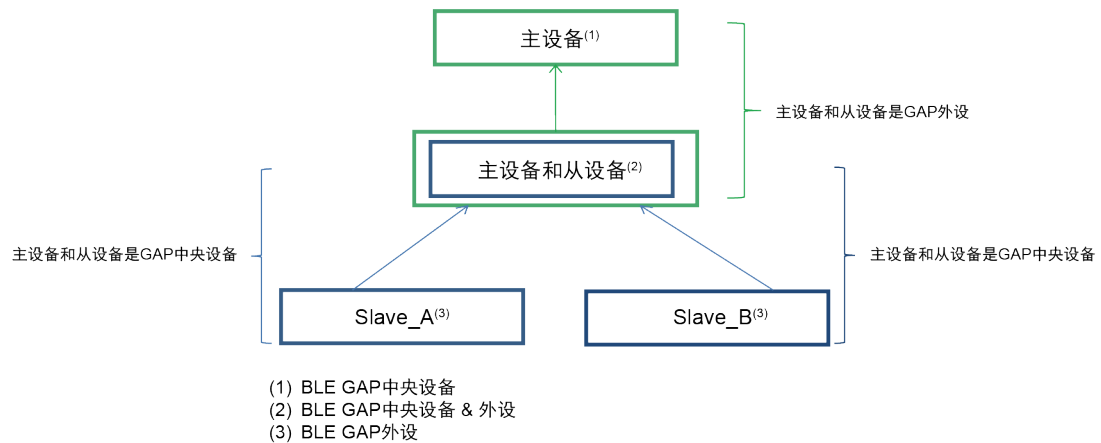 主设备(1)
主设备和从设备是GAP外设
主设备和从设备(2)
主设备和从设备是GAP中央设备
主设备和从设备是GAP中央设备
Slave_A(3)
Slave_B(3)
(1) BLE GAP中央设备
(2) BLE GAP中央设备 & 外设
(3) BLE GAP外设